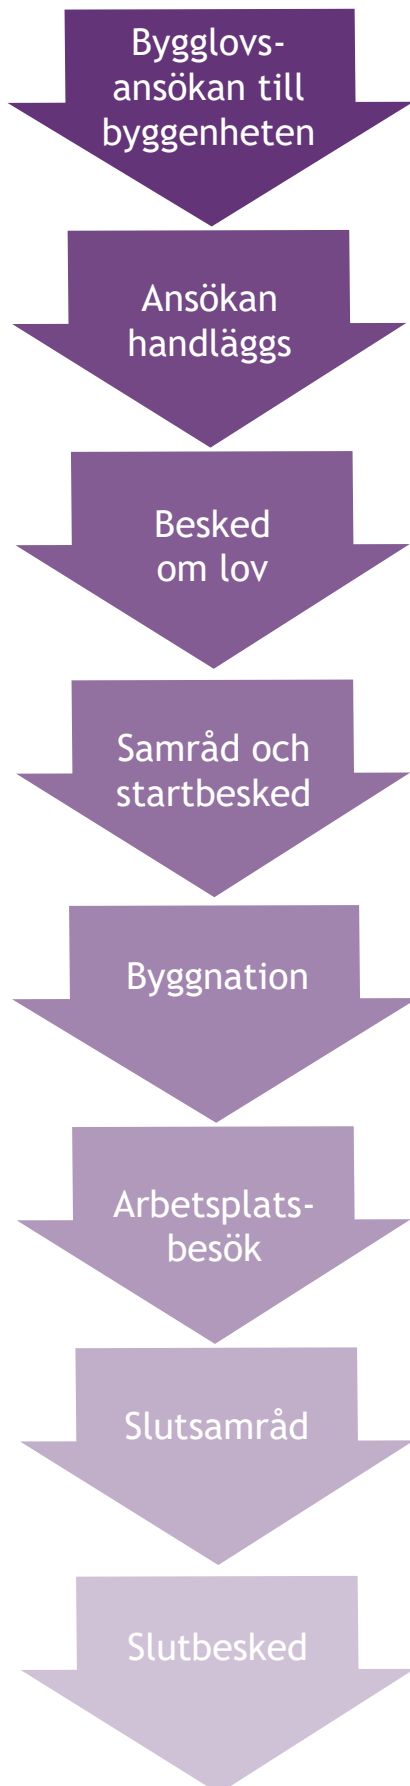 Bygglovs-
ansökan till
byggenheten
Ansökan
handläggs
Besked
om lov
Samråd och
startbesked
Byggnation
Arbetsplats-
besök
Slutsamråd
Slutbesked